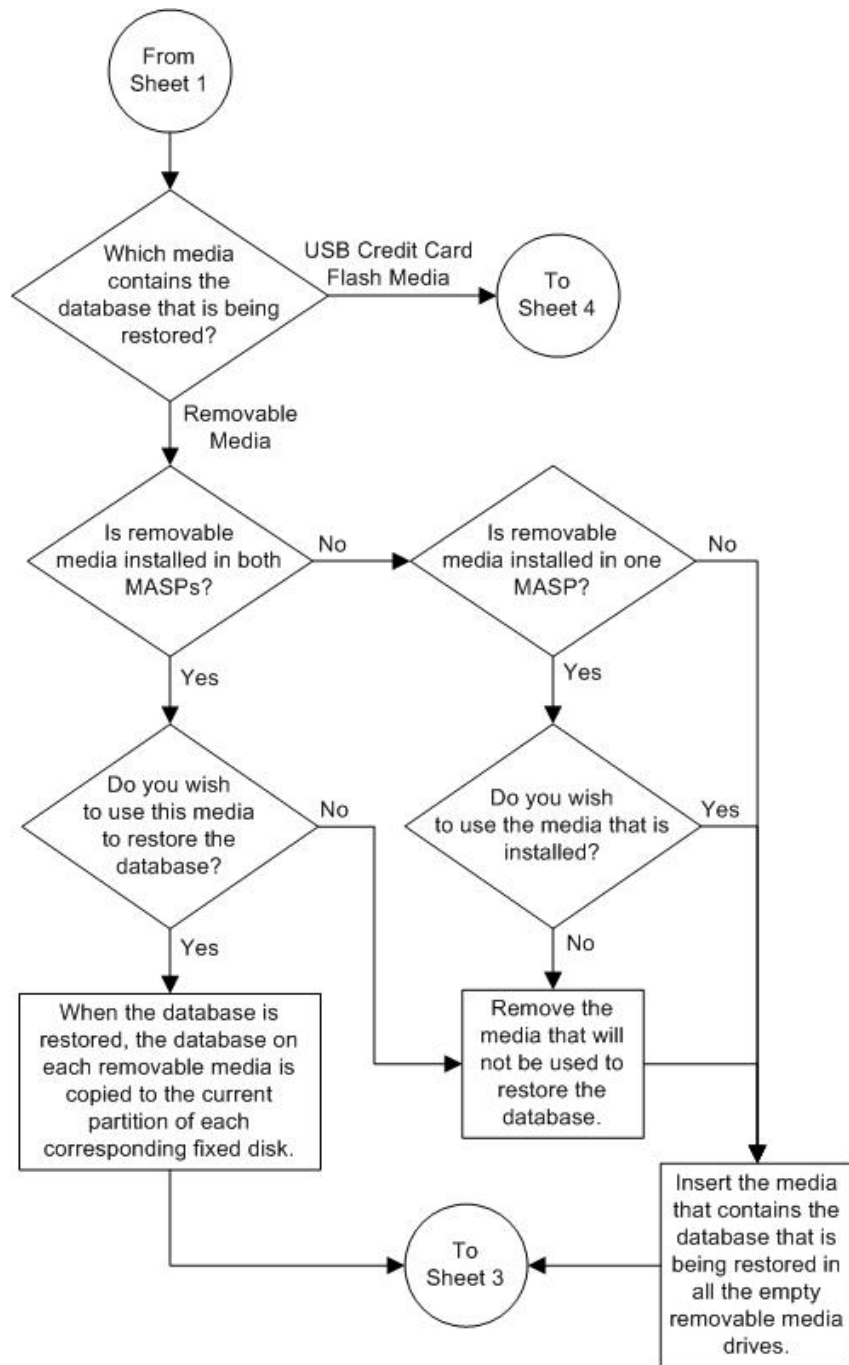 From
Sheet 1
Which media
contains the
database that is being
restored?
USB Credit Card
Flash Media
To
Sheet 4
Removable
Media
Is removable
media installed in both
MASPs?
No
Is removable
media installed in one
MASP?
No
Yes
Yes
Do you wish
to use this media
to restore the
database?
No
Do you wish
to use the media that is
installed?
Yes
Yes
No
When the database is
restored, the database on
each removable media is
copied to the current
partition of each
corresponding fixed disk.
Remove the
media that will
not be used to
restore the
database.
Insert the media
that contains the
database that is
being restored in
all the empty
removable media
drives.
To
Sheet 3